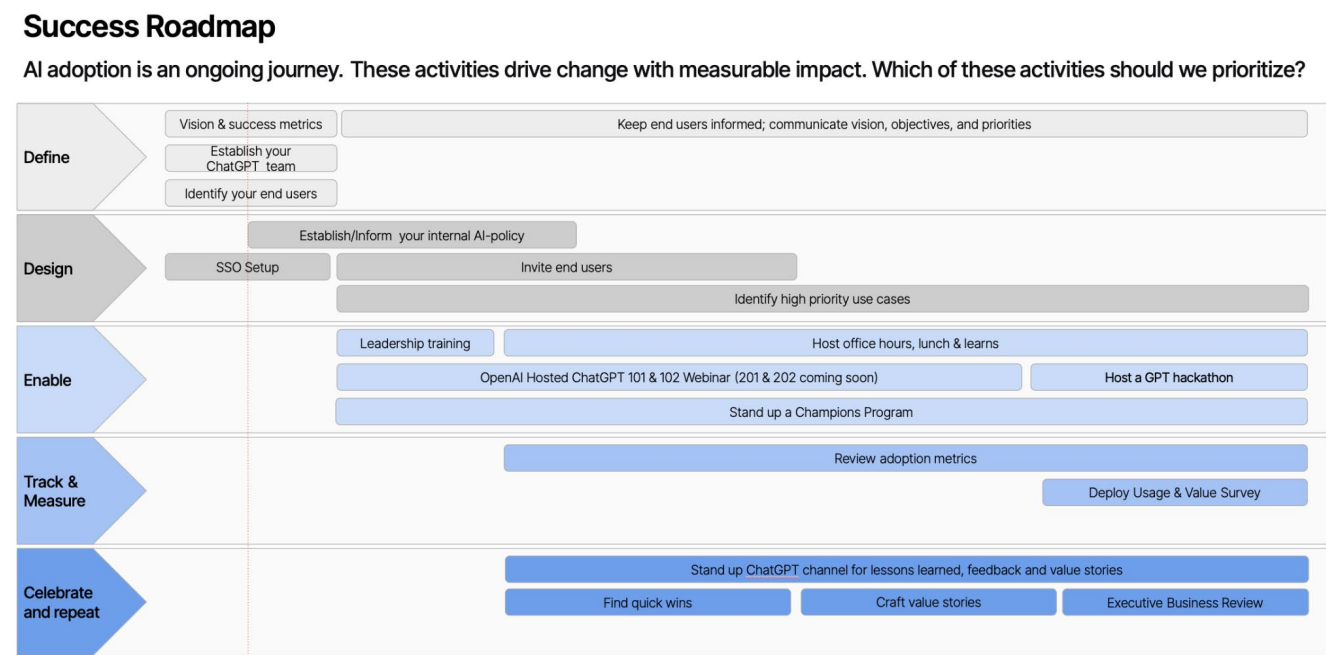 Success Roadmap
AI adoption is an ongoing journey. These activities drive change with measurable impact. Which of these activities should we prioritize?
Define
Vision & success metrics
Keep end users informed; communicate vision, objectives, and priorities
Establish your
ChatGPT team
Identify your end users
Design
Establish/Inform your internal AI-policy
SSO Setup
Invite end users
Identify high priority use cases
Enable
Leadership training
Host office hours, lunch & learns
OpenAI Hosted ChatGPT 101 & 102 Webinar (201 & 202 coming soon)
Host a GPT hackathon
Stand up a Champions Program
Track &
Measure
Review adoption metrics
Deploy Usage & Value Survey
Celebrate
and repeat
Stand up ChatGPT channel for lessons learned, feedback and value stories
Find quick wins
Craft value stories
Executive Business Review